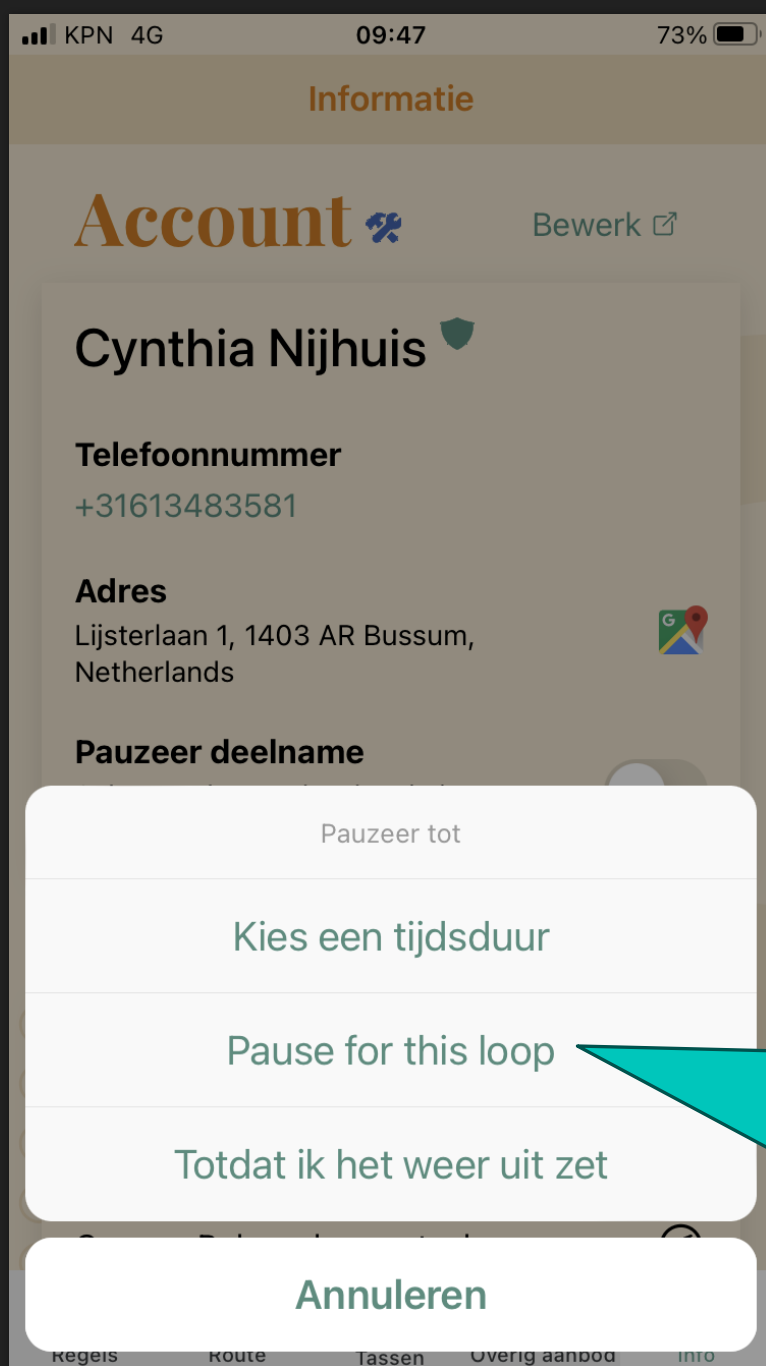 KPN 4G 09:47 73%
Informatie
Account Bewerk
Cynthia Nijhuis
Telefoonnummer
+31613483581
Adres
Lijsterlaan 1, 1403 AR Bussum,
Netherlands
Pauzeer deelname
Pauzeer tot
Kies een tijdsduur
Pause for this loop
Totdat ik het weer uit zet
Annuleren
Regels Route Tassen Overig aanbod Info